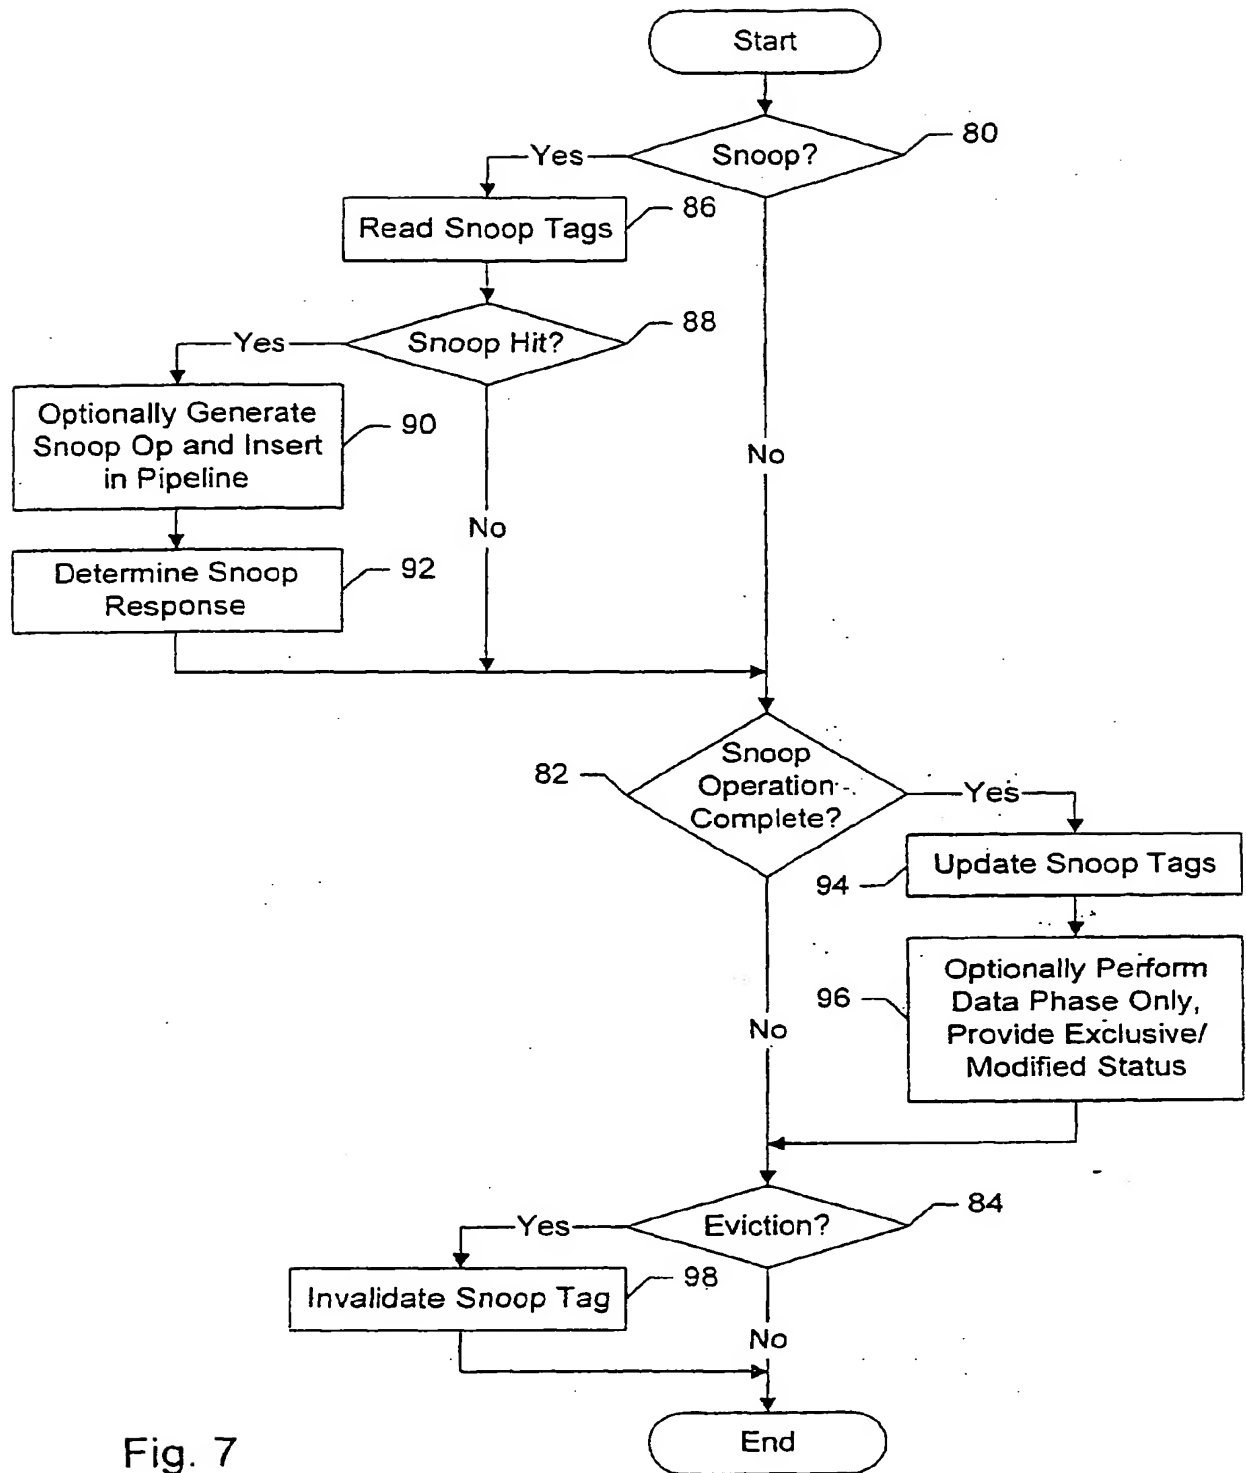 Start
Snoop?
80
Yes
Read Snoop Tags
86
Snoop Hit?
88
Yes
Optionally Generate
Snoop Op and Insert
in Pipeline
90
No
No
Determine Snoop
Response
92
Snoop
Operation
Complete?
82
Yes
Update Snoop Tags
94
Optionally Perform
Data Phase Only,
Provide Exclusive/
Modified Status
96
No
Eviction?
84
Yes
Invalidate Snoop Tag
98
No
End
Fig. 7